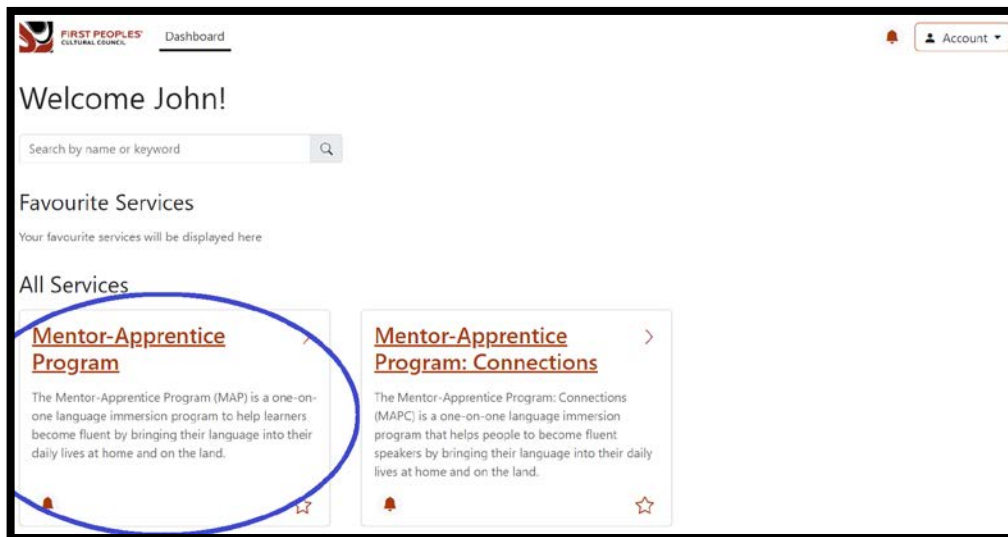 FIRST PEOPLES'
CULTURAL COUNCIL
Dashboard
Account
Welcome John!
Search by name or keyword
Favourite Services
Your favourite services will be displayed here
All Services
Mentor-Apprentice
Program
The Mentor-Apprentice Program (MAP) is a one-on-
one language immersion program to help learners
become fluent by bringing their language into their
daily lives at home and on the land.
Mentor-Apprentice
Program: Connections
The Mentor-Apprentice Program: Connections
(MAPC) is a one-on-one language immersion
program that helps people to become fluent
speakers by bringing their language into their daily
lives at home and on the land.